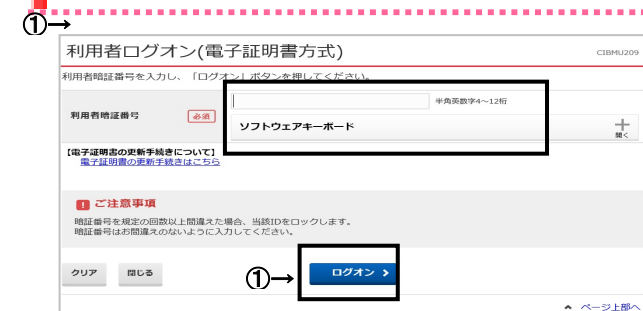 ①→
利用者ログオン(電子証明書方式) CIBMU209
利用者暗証番号を入力し、「ログオン」ボタンを押してください。
利用者暗証番号 必須 半角英数字4～12桁
ソフトウェアキーボード 開く
【電子証明書の更新手続きについて】
電子証明書の更新手続きはこちら
ご注意事項
暗証番号を規定の回数以上間違えた場合、当該IDをロックします。
暗証番号はお間違えのないように入力してください。
クリア 閉じる ①→ ログオン
ページ上部へ